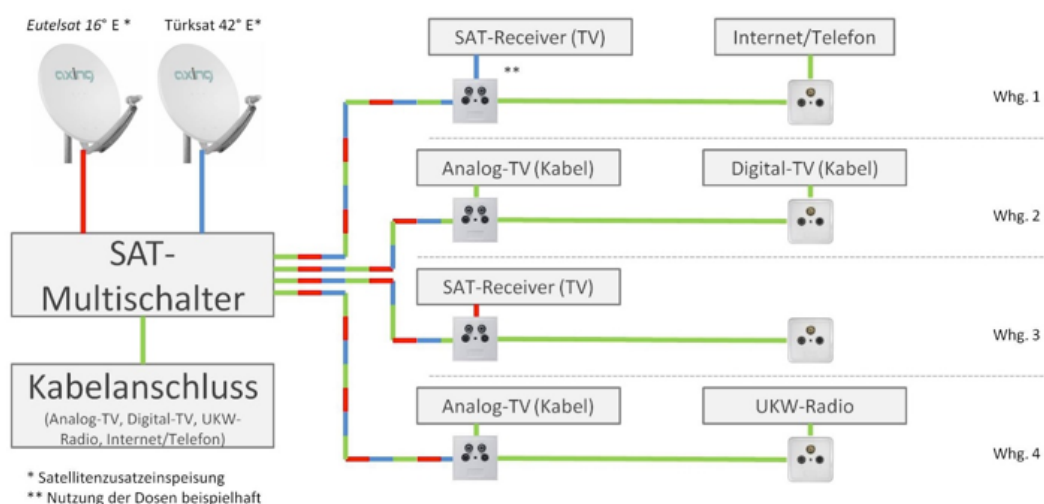 Eutelsat 16° E *
Türksat 42° E*
axing
axing
SAT-
Multischalter
Kabelanschluss
(Analog-TV, Digital-TV, UKW-
Radio, Internet/Telefon)
* Satellitenzusatzeinspeisung
** Nutzung der Dosen beispielhaft
SAT-Receiver (TV)
**
Internet/Telefon
Whg. 1
Analog-TV (Kabel)
Digital-TV (Kabel)
Whg. 2
SAT-Receiver (TV)
Whg. 3
Analog-TV (Kabel)
UKW-Radio
Whg. 4